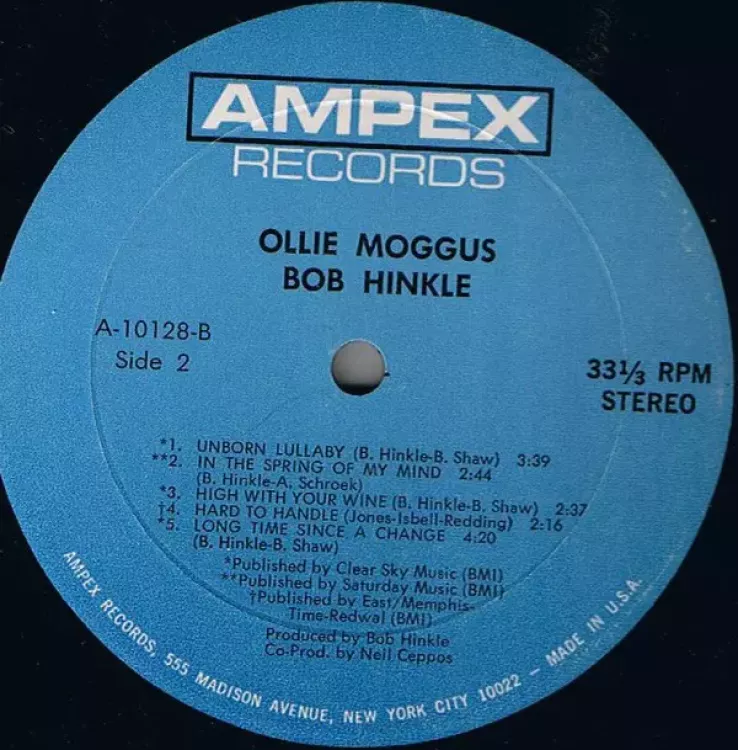 AMPEX
RECORDS
OLLIE MOGGUS
BOB HINKLE
A-10128-B
Side 2
33⅓ RPM
STEREO
*1. UNBORN LULLABY (B. Hinkle-B. Shaw) 3:39
**2. IN THE SPRING OF MY MIND 2:44
(B. Hinkle-A. Schroek)
*3. HIGH WITH YOUR WINE (B. Hinkle-B. Shaw) 2:37
†4. HARD TO HANDLE (Jones-Isbell-Redding) 2:16
*5. LONG TIME SINCE A CHANGE 4:20
(B. Hinkle-B. Shaw)
*Published by Clear Sky Music (BMI)
**Published by Saturday Music (BMI)
†Published by East/Memphis-
Time-Redwal (BMI)
Produced by Bob Hinkle
Co-Prod. by Neil Ceppos
AMPEX RECORDS, 555 MADISON AVENUE, NEW YORK CITY 10022 – MADE IN U.S.A.